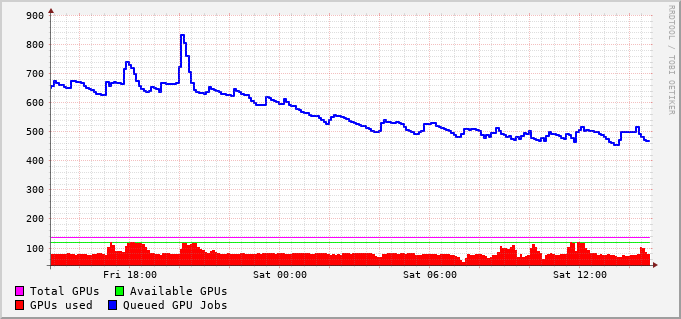 900
800
700
600
500
400
300
200
100
Fri 18:00 Sat 00:00 Sat 06:00 Sat 12:00
Total GPUs Available GPUs
GPUs used Queued GPU Jobs
RRDTOOL / TOBI OETIKER